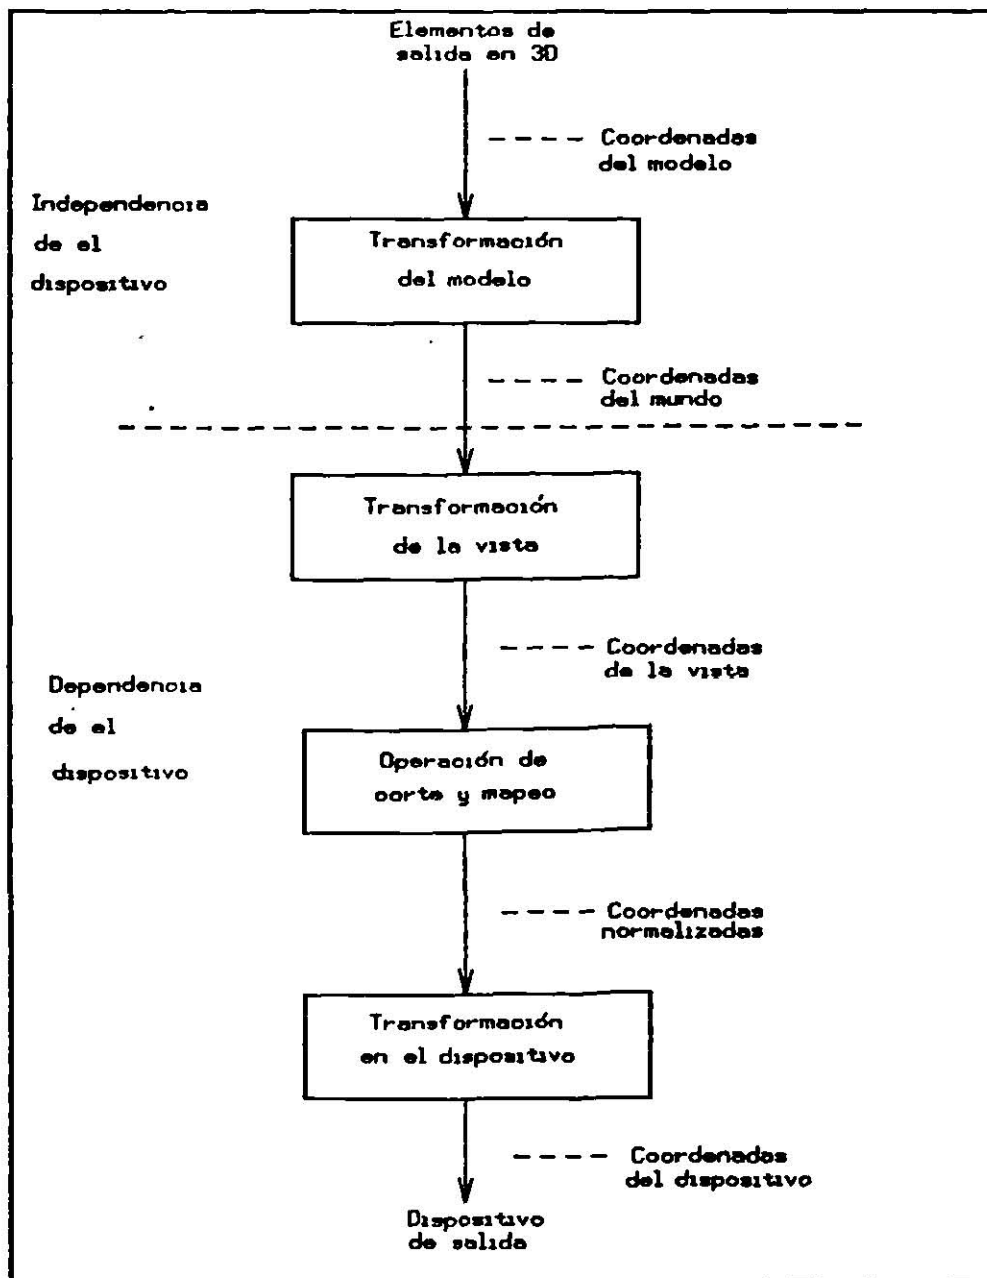 Elementos de
salida en 3D
Coordenadas
del modelo
Independencia
de el
dispositivo
Transformación
del modelo
Coordenadas
del mundo
Transformación
de la vista
Coordenadas
de la vista
Dependencia
de el
dispositivo
Operación de
corte y mapeo
Coordenadas
normalizadas
Transformación
en el dispositivo
Coordenadas
del dispositivo
Dispositivo
de salida